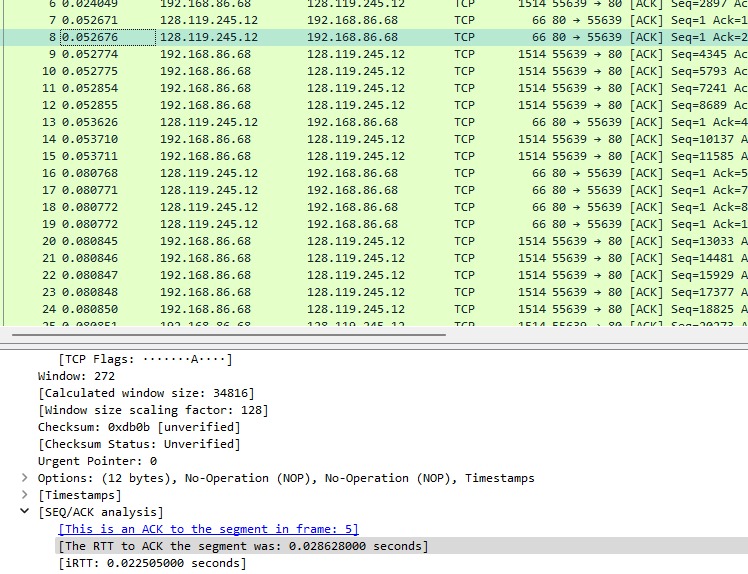 6 0.024049 192.168.86.68 128.119.245.12 TCP 1514 55639 → 80 [ACK] Seq=2897 Ac
7 0.052671 128.119.245.12 192.168.86.68 TCP 66 80 → 55639 [ACK] Seq=1 Ack=1
8 0.052676 128.119.245.12 192.168.86.68 TCP 66 80 → 55639 [ACK] Seq=1 Ack=2
9 0.052774 192.168.86.68 128.119.245.12 TCP 1514 55639 → 80 [ACK] Seq=4345 Ac
10 0.052775 192.168.86.68 128.119.245.12 TCP 1514 55639 → 80 [ACK] Seq=5793 Ac
11 0.052854 192.168.86.68 128.119.245.12 TCP 1514 55639 → 80 [ACK] Seq=7241 Ac
12 0.052855 192.168.86.68 128.119.245.12 TCP 1514 55639 → 80 [ACK] Seq=8689 Ac
13 0.053626 128.119.245.12 192.168.86.68 TCP 66 80 → 55639 [ACK] Seq=1 Ack=4
14 0.053710 192.168.86.68 128.119.245.12 TCP 1514 55639 → 80 [ACK] Seq=10137 A
15 0.053711 192.168.86.68 128.119.245.12 TCP 1514 55639 → 80 [ACK] Seq=11585 A
16 0.080768 128.119.245.12 192.168.86.68 TCP 66 80 → 55639 [ACK] Seq=1 Ack=5
17 0.080771 128.119.245.12 192.168.86.68 TCP 66 80 → 55639 [ACK] Seq=1 Ack=7
18 0.080772 128.119.245.12 192.168.86.68 TCP 66 80 → 55639 [ACK] Seq=1 Ack=8
19 0.080772 128.119.245.12 192.168.86.68 TCP 66 80 → 55639 [ACK] Seq=1 Ack=1
20 0.080845 192.168.86.68 128.119.245.12 TCP 1514 55639 → 80 [ACK] Seq=13033 A
21 0.080846 192.168.86.68 128.119.245.12 TCP 1514 55639 → 80 [ACK] Seq=14481 A
22 0.080847 192.168.86.68 128.119.245.12 TCP 1514 55639 → 80 [ACK] Seq=15929 A
23 0.080848 192.168.86.68 128.119.245.12 TCP 1514 55639 → 80 [ACK] Seq=17377 A
24 0.080850 192.168.86.68 128.119.245.12 TCP 1514 55639 → 80 [ACK] Seq=18825 A
25 0.080851 192.168.86.68 128.119.245.12 TCP 1514 55639 → 80 [ACK] Seq=20273 A
[TCP Flags: ·······A····]
Window: 272
[Calculated window size: 34816]
[Window size scaling factor: 128]
Checksum: 0xdb0b [unverified]
[Checksum Status: Unverified]
Urgent Pointer: 0
Options: (12 bytes), No-Operation (NOP), No-Operation (NOP), Timestamps
[Timestamps]
[SEQ/ACK analysis]
[This is an ACK to the segment in frame: 5]
[The RTT to ACK the segment was: 0.028628000 seconds]
[iRTT: 0.022505000 seconds]